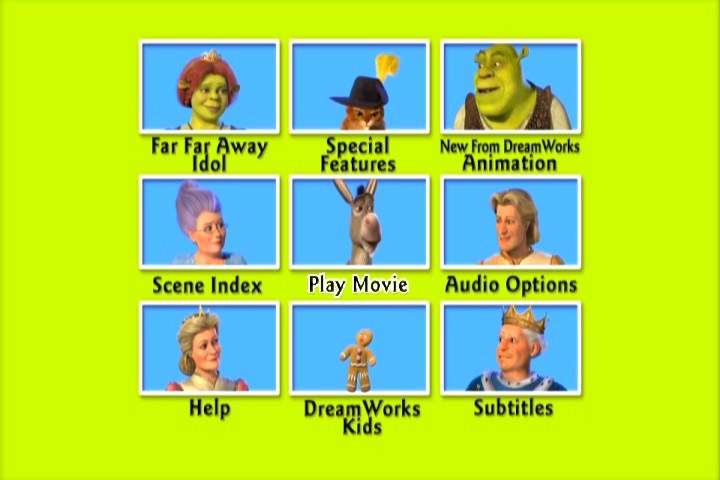 Far Far Away
Idol
Special
Features
New From DreamWorks
Animation
Scene Index
Play Movie
Audio Options
Help
DreamWorks
Kids
Subtitles